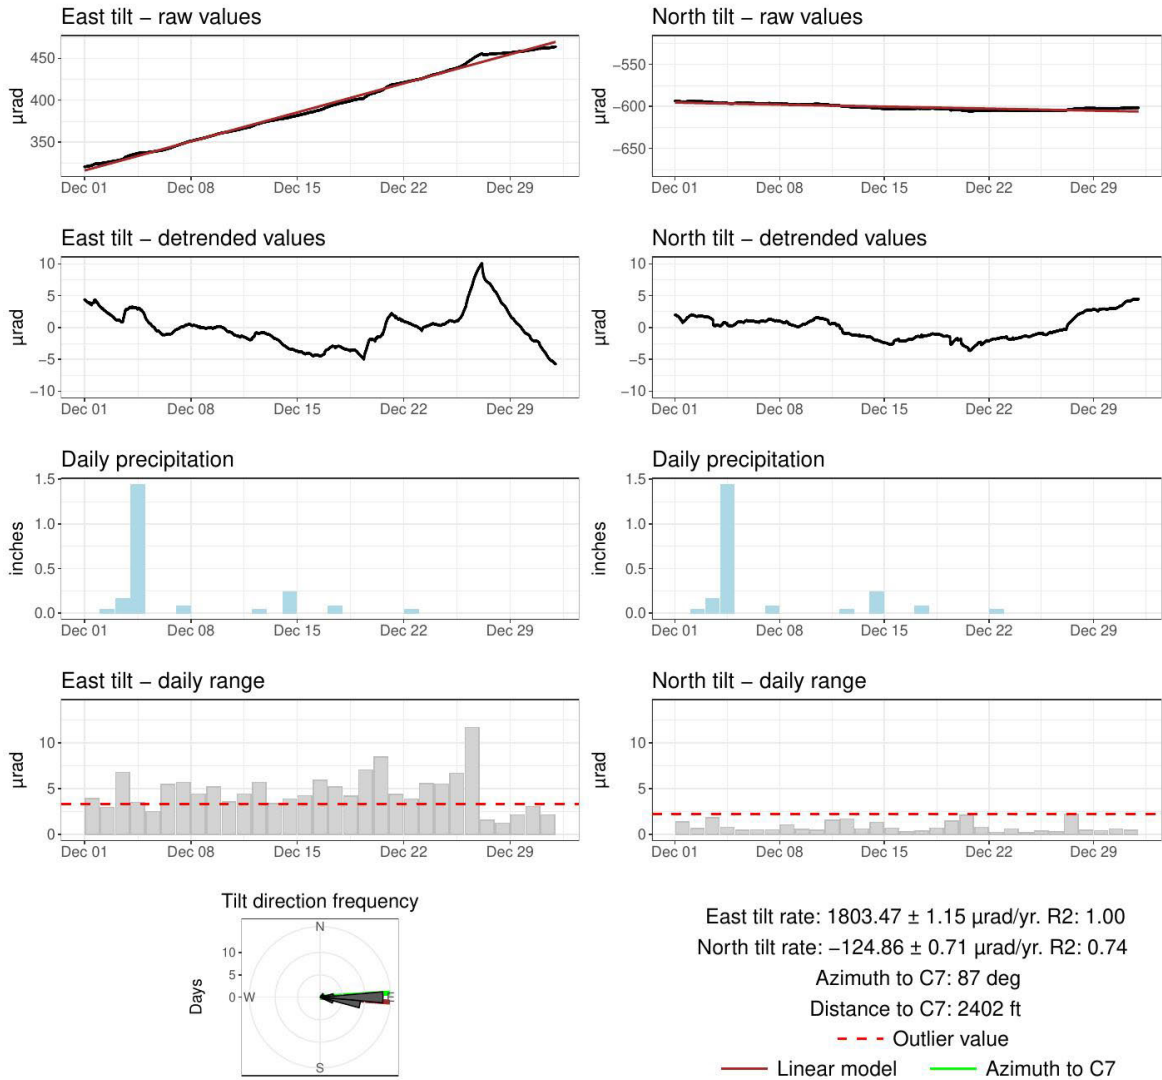 East tilt – raw values
North tilt – raw values
µrad
450
400
350
Dec 01 Dec 08 Dec 15 Dec 22 Dec 29
µrad
−550
−600
−650
Dec 01 Dec 08 Dec 15 Dec 22 Dec 29
East tilt – detrended values
North tilt – detrended values
µrad
10
5
0
−5
−10
Dec 01 Dec 08 Dec 15 Dec 22 Dec 29
µrad
10
5
0
−5
−10
Dec 01 Dec 08 Dec 15 Dec 22 Dec 29
Daily precipitation
Daily precipitation
inches
1.5
1.0
0.5
0.0
Dec 01 Dec 08 Dec 15 Dec 22 Dec 29
inches
1.5
1.0
0.5
0.0
Dec 01 Dec 08 Dec 15 Dec 22 Dec 29
East tilt – daily range
North tilt – daily range
µrad
10
5
0
Dec 01 Dec 08 Dec 15 Dec 22 Dec 29
µrad
10
5
0
Dec 01 Dec 08 Dec 15 Dec 22 Dec 29
Tilt direction frequency
Days
10
5
0
N
W
E
S
East tilt rate: 1803.47 ± 1.15 µrad/yr. R2: 1.00
North tilt rate: −124.86 ± 0.71 µrad/yr. R2: 0.74
Azimuth to C7: 87 deg
Distance to C7: 2402 ft
Outlier value
Linear model
Azimuth to C7